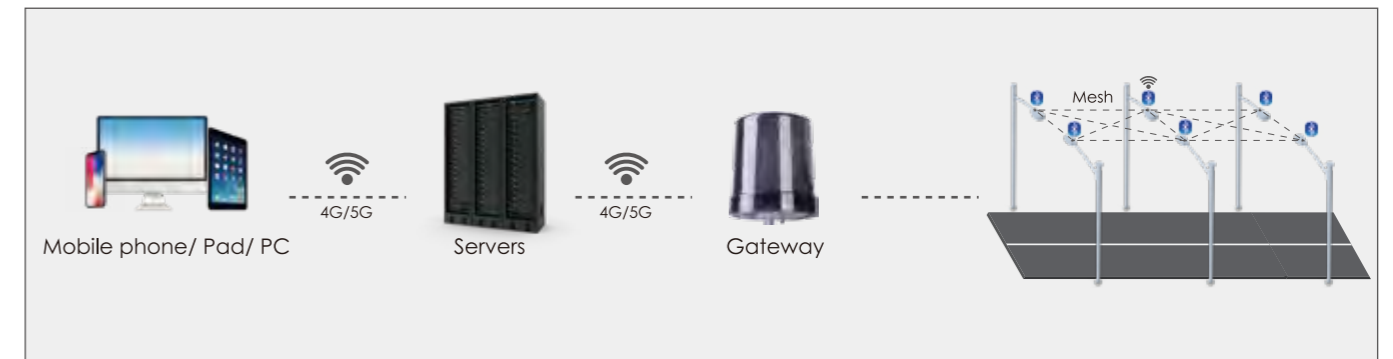 Mesh
4G/5G
4G/5G
Mobile phone/ Pad/ PC
Servers
Gateway